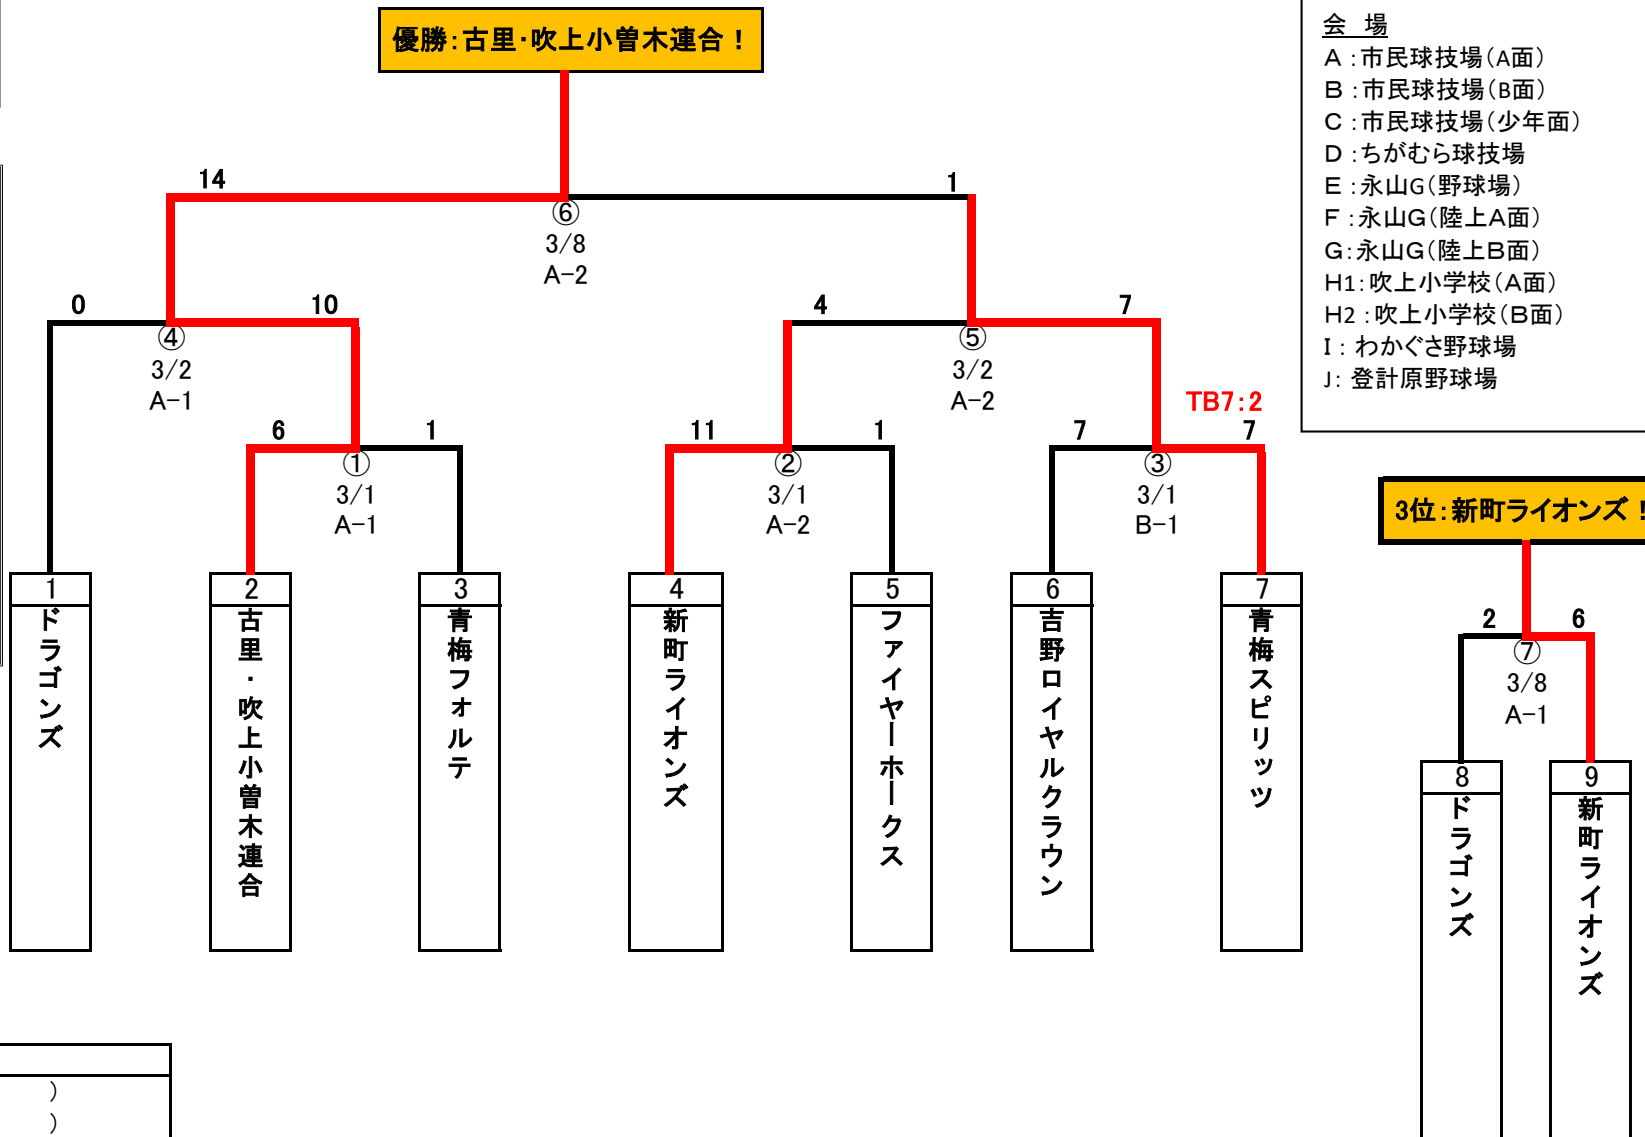 優勝：古里・吹上小曽木連合！
会　場
A：市民球技場（A面）
B：市民球技場（B面）
C：市民球技場（少年面）
D：ちがむら球技場
E：永山G（野球場）
F：永山G（陸上A面）
G：永山G（陸上B面）
H1：吹上小学校（A面）
H2：吹上小学校（B面）
I：わかぐさ野球場
J：登計原野球場
14
1
⑥
3/8
A-2
0
10
4
7
④
3/2
A-1
⑤
3/2
A-2
TB7：2
6
1
11
1
7
7
①
3/1
A-1
②
3/1
A-2
③
3/1
B-1
3位：新町ライオンズ！
1
ドラゴンズ
2
古里・吹上小曽木連合
3
青梅フォルテ
4
新町ライオンズ
5
ファイヤーホークス
6
吉野ロイヤルクラウン
7
青梅スピリッツ
2
6
⑦
3/8
A-1
8
ドラゴンズ
9
新町ライオンズ
）
）